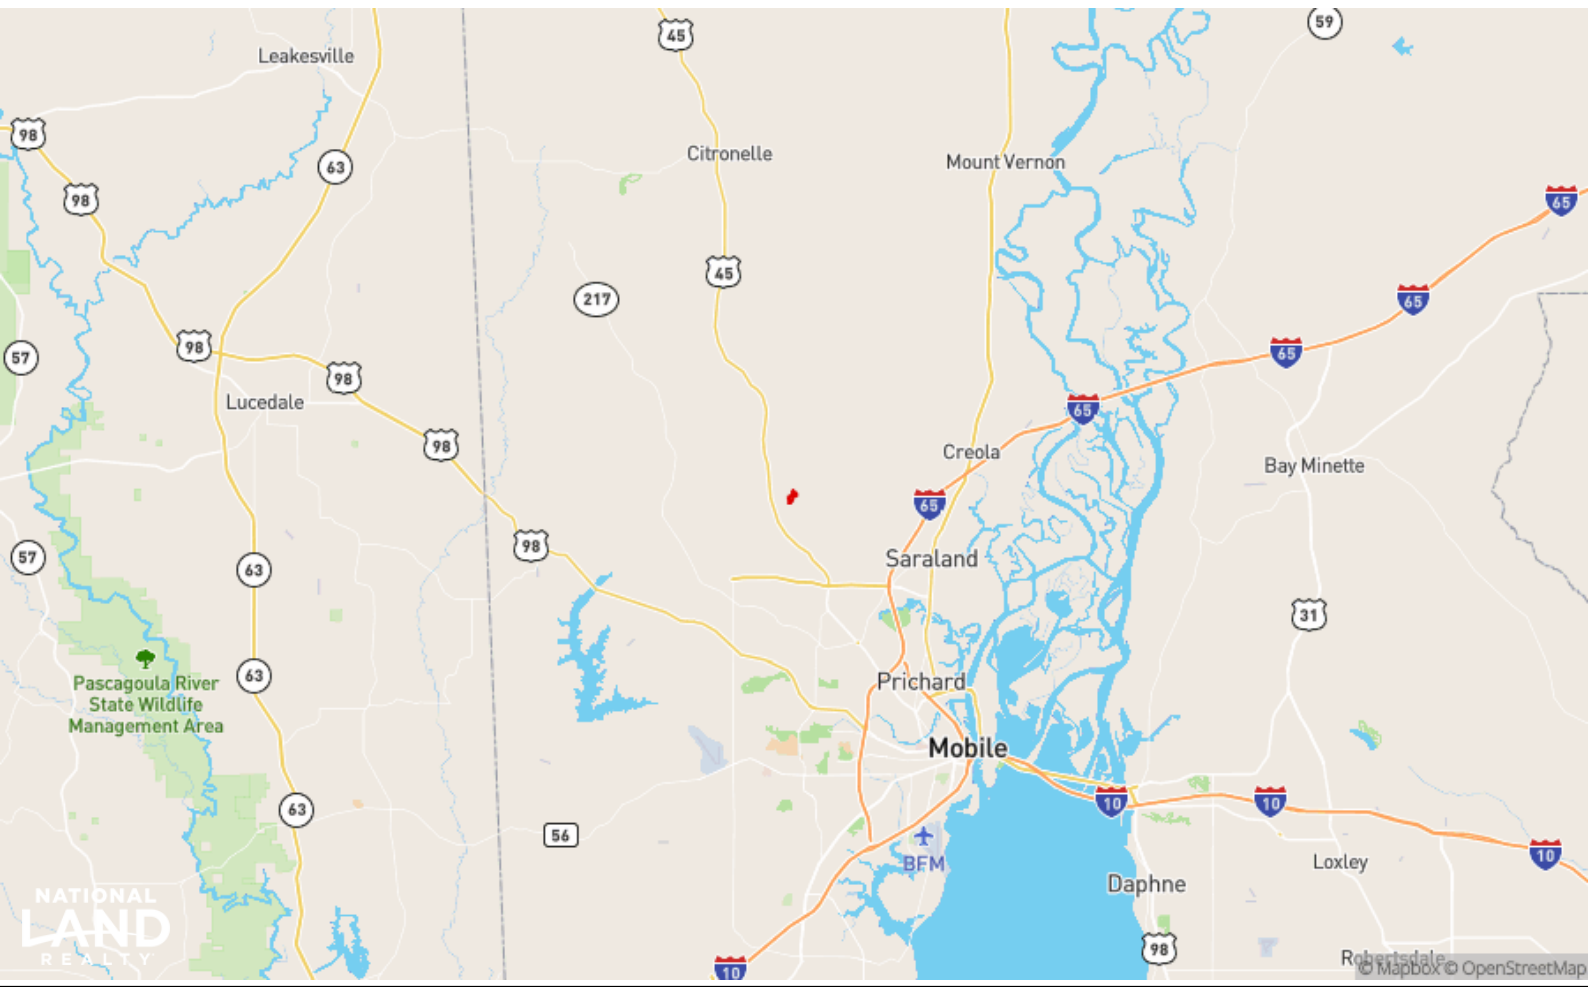 59
45
Leakesville
98
Citronelle
Mount Vernon
63
98
65
45
217
65
98
65
57
98
Lucedale
65
98
Creola
Bay Minette
65
98
57
Saraland
63
31
63
Pascagoula River
State Wildlife
Management Area
Prichard
Mobile
10
10
63
56
10
BFM
Loxley
Daphne
NATIONAL
LAND
REALTY
98
Robertsdale
10
© Mapbox © OpenStreetMap